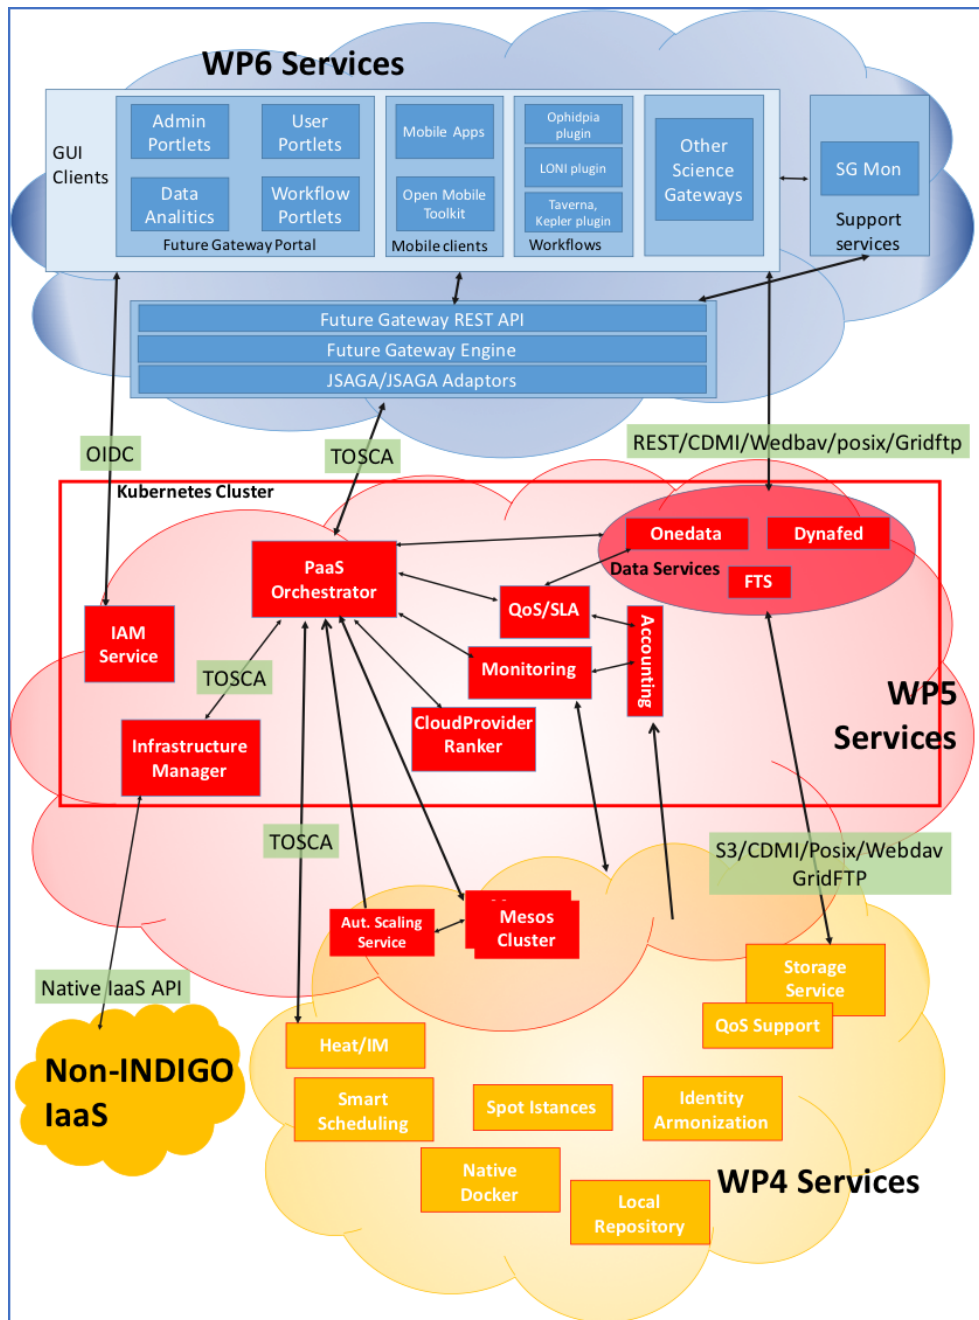 WP6 Services
GUI
Clients
Admin
Portlets
User
Portlets
Data
Analitics
Workflow
Portlets
Future Gateway Portal
Mobile Apps
Open Mobile
Toolkit
Mobile clients
Ophidpia
plugin
LONI plugin
Taverna,
Kepler plugin
Workflows
Other
Science
Gateways
SG Mon
Support
services
Future Gateway REST API
Future Gateway Engine
JSAGA/JSAGA Adaptors
OIDC
TOSCA
REST/CDMI/Wedbav/posix/Gridftp
Kubernetes Cluster
Onedata
Dynafed
Data Services
FTS
PaaS
Orchestrator
QoS/SLA
Accounting
IAM
Service
Monitoring
TOSCA
CloudProvider
Ranker
Infrastructure
Manager
WP5
Services
TOSCA
S3/CDMI/Posix/Webdav
GridFTP
Aut. Scaling
Service
Mesos
Cluster
Storage
Service
QoS Support
Native IaaS API
Non-INDIGO
IaaS
Heat/IM
Smart
Scheduling
Spot Istances
Identity
Armonization
Native
Docker
Local
Repository
WP4 Services